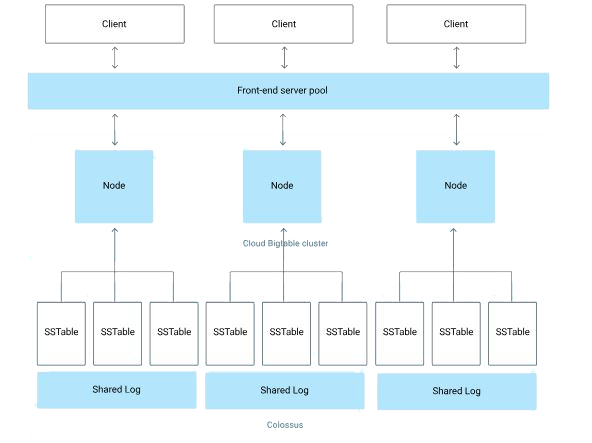 Client
Client
Client
Front-end server pool
Node
Node
Node
Cloud Bigtable cluster
SSTable
SSTable
SSTable
SSTable
SSTable
SSTable
SSTable
SSTable
SSTable
Shared Log
Shared Log
Shared Log
Colossus